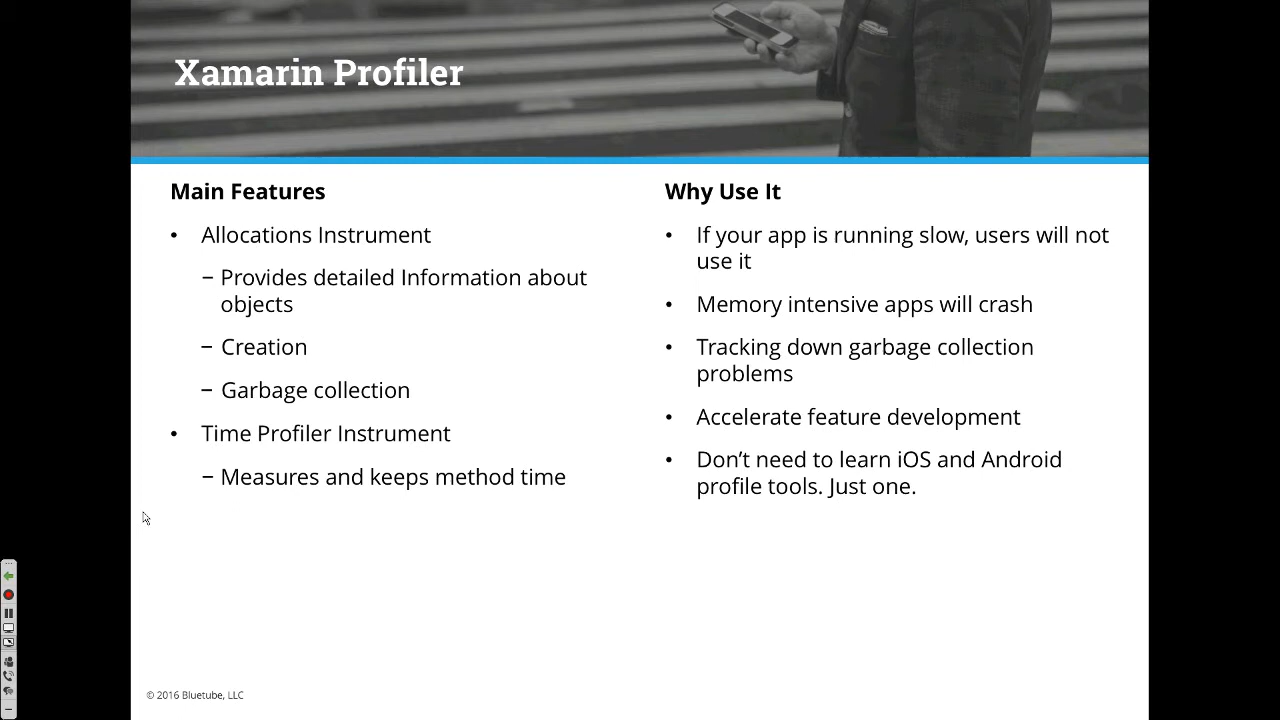 Xamarin Profiler
Main Features
• Allocations Instrument
– Provides detailed Information about
objects
– Creation
– Garbage collection
• Time Profiler Instrument
– Measures and keeps method time
Why Use It
• If your app is running slow, users will not
use it
• Memory intensive apps will crash
• Tracking down garbage collection
problems
• Accelerate feature development
• Don’t need to learn iOS and Android
profile tools. Just one.
© 2016 Bluetube, LLC